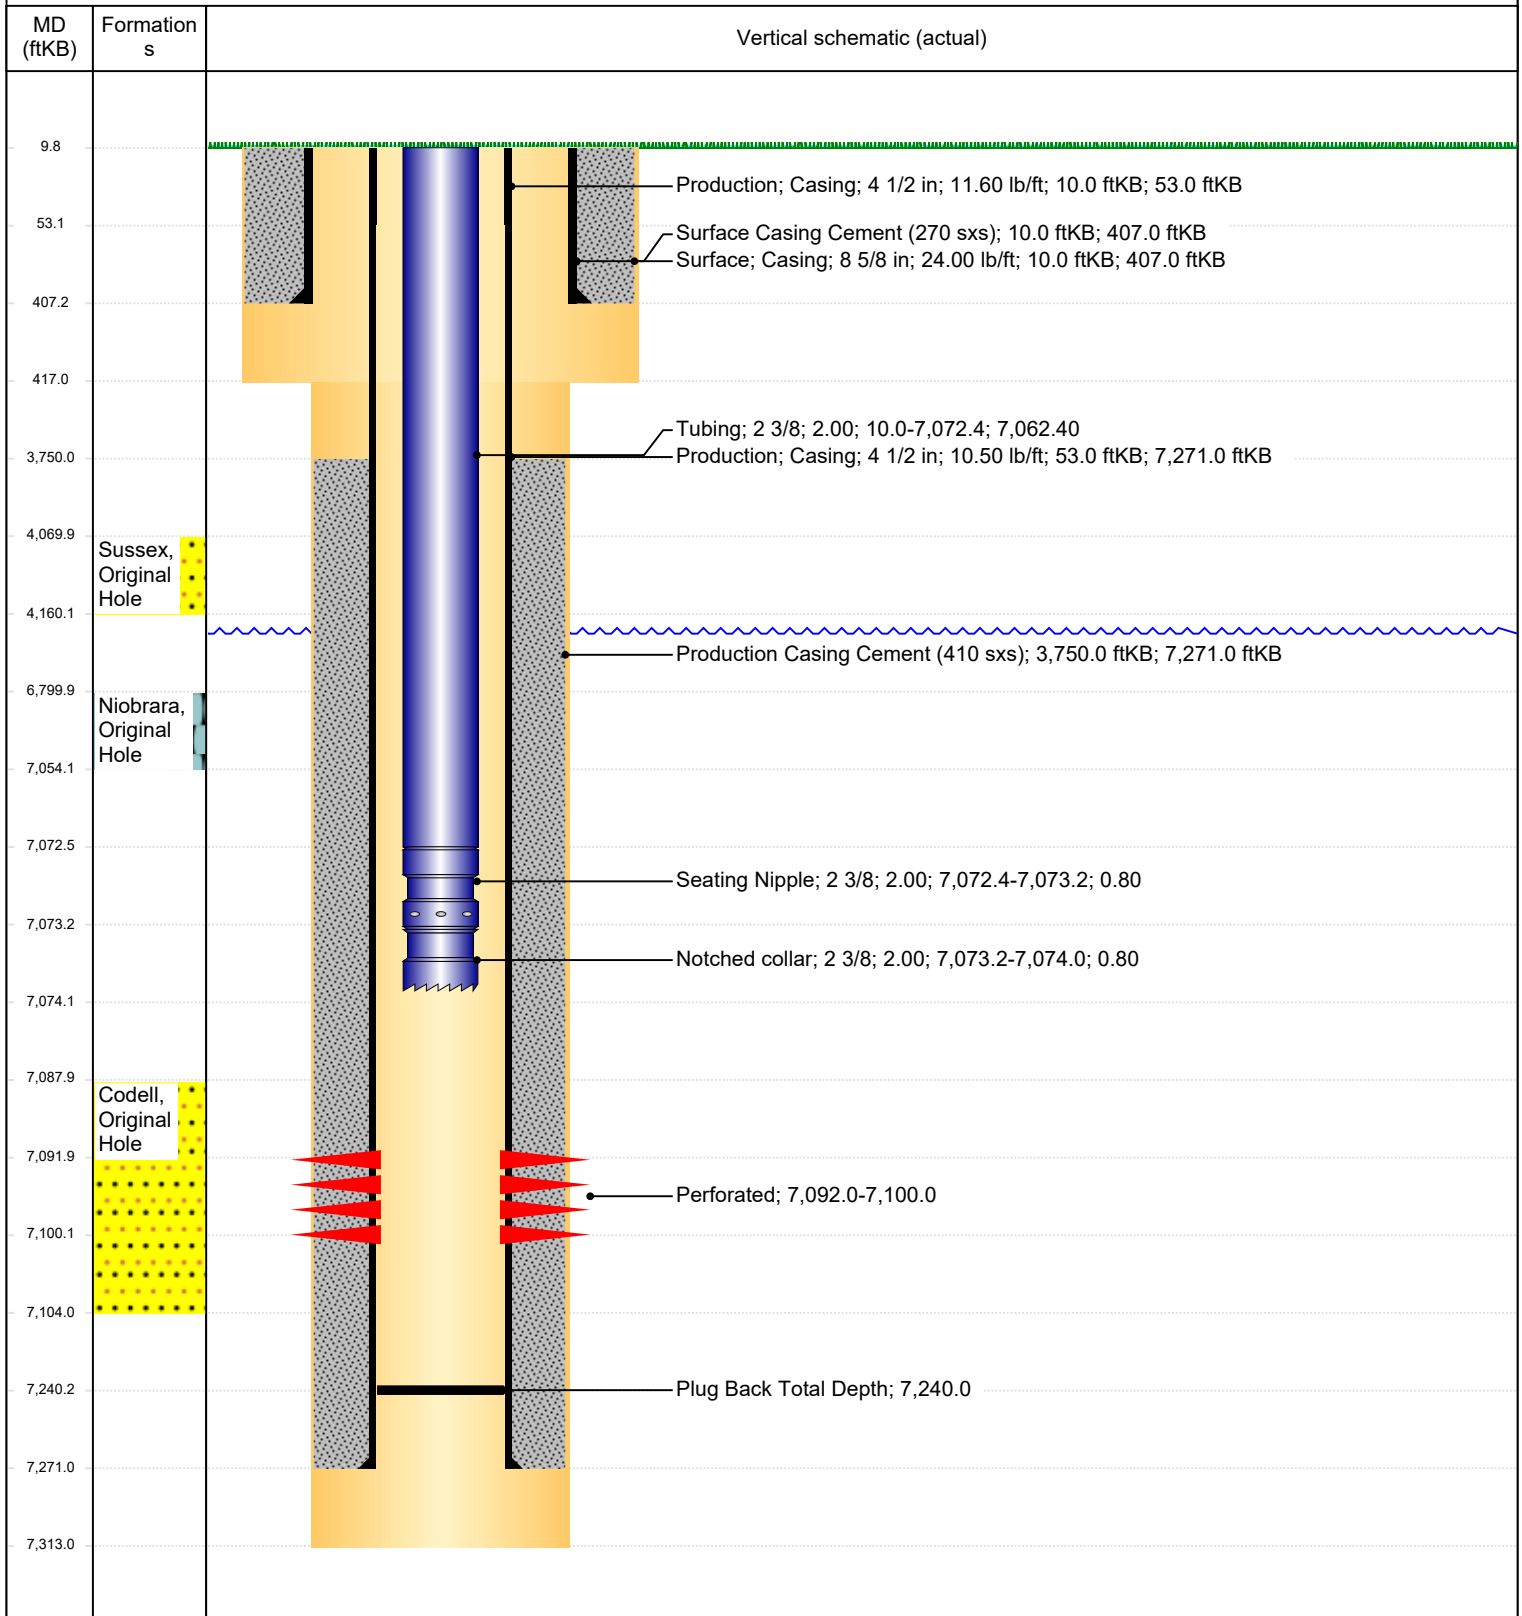 MD
(ftKB)
Formation
s
Vertical schematic (actual)
9.8
Production; Casing; 4 1/2 in; 11.60 lb/ft; 10.0 ftKB; 53.0 ftKB
53.1
Surface Casing Cement (270 sxs); 10.0 ftKB; 407.0 ftKB
Surface; Casing; 8 5/8 in; 24.00 lb/ft; 10.0 ftKB; 407.0 ftKB
407.2
417.0
Tubing; 2 3/8; 2.00; 10.0-7,072.4; 7,062.40
3,750.0
Production; Casing; 4 1/2 in; 10.50 lb/ft; 53.0 ftKB; 7,271.0 ftKB
4,069.9
Sussex,
Original
Hole
4,160.1
Production Casing Cement (410 sxs); 3,750.0 ftKB; 7,271.0 ftKB
6,799.9
Niobrara,
Original
Hole
7,054.1
7,072.5
Seating Nipple; 2 3/8; 2.00; 7,072.4-7,073.2; 0.80
7,073.2
Notched collar; 2 3/8; 2.00; 7,073.2-7,074.0; 0.80
7,074.1
7,087.9
Codell,
Original
Hole
7,091.9
Perforated; 7,092.0-7,100.0
7,100.1
7,104.0
7,240.2
Plug Back Total Depth; 7,240.0
7,271.0
7,313.0